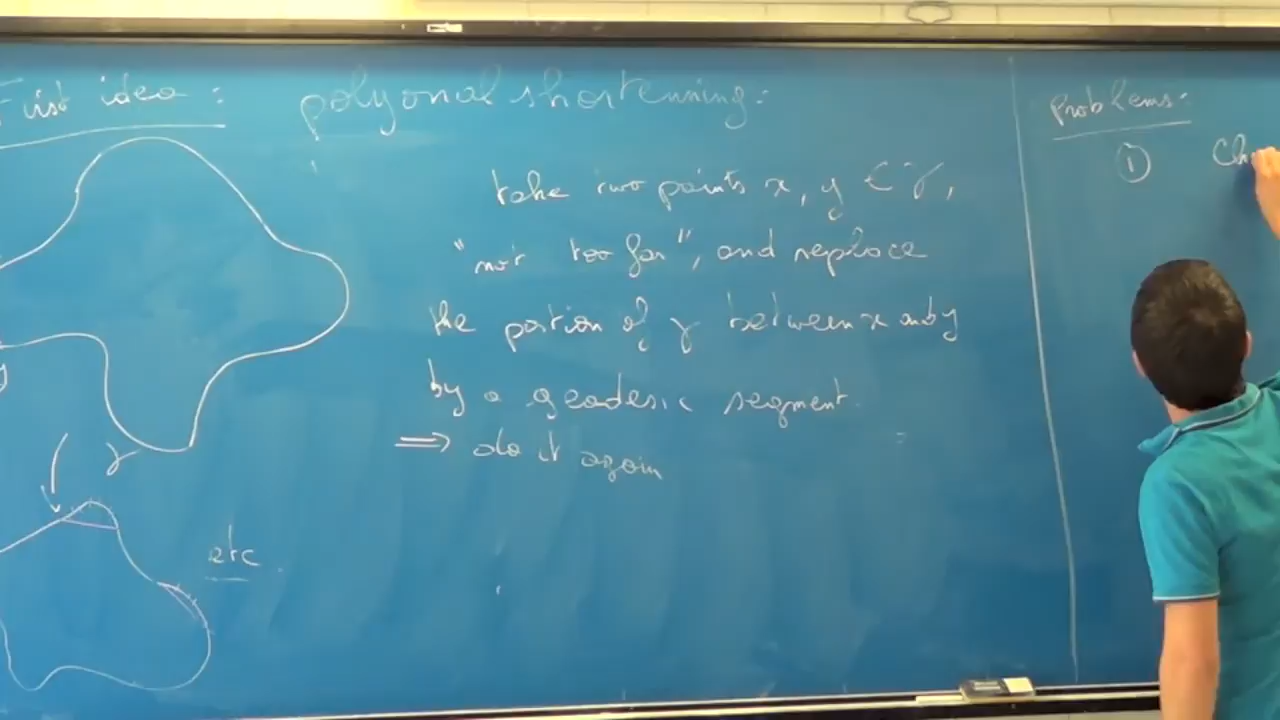 First idea: polygonal shortenning:
take two points x, y ∈ γ,
"not too far", and replace
the portion of γ between x and y
by a geodesic segment.
⟹ do it again
γ
etc
y
Problems:
①